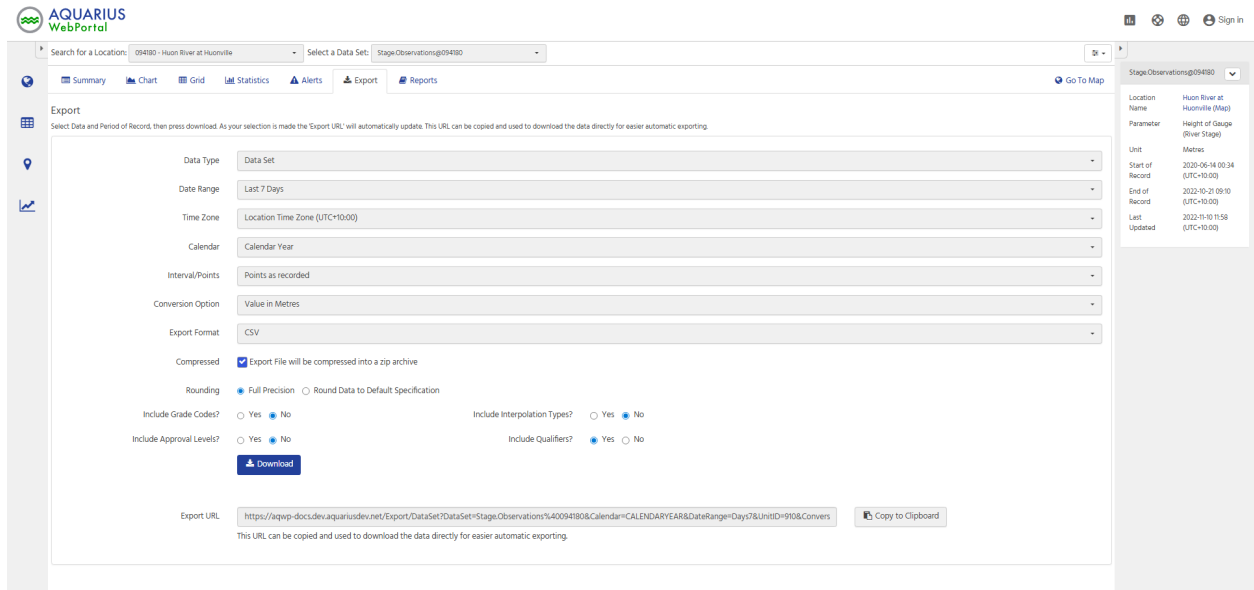 AQUARIUS
WebPortal
Sign in
Search for a Location: 094180 - Huon River at Huonville Select a Data Set: Stage.Observations@094180
Summary Chart Grid Statistics Alerts Export Reports Go To Map
Export
Select Data and Period of Record, then press download. As your selection is made the 'Export URL' will automatically update. This URL can be copied and used to download the data directly for easier automatic exporting.
Data Type Data Set
Date Range Last 7 Days
Time Zone Location Time Zone (UTC+10:00)
Calendar Calendar Year
Interval/Points Points as recorded
Conversion Option Value in Metres
Export Format CSV
Compressed Export File will be compressed into a zip archive
Rounding Full Precision Round Data to Default Specification
Include Grade Codes? Yes No Include Interpolation Types? Yes No
Include Approval Levels? Yes No Include Qualifiers? Yes No
Download
Export URL https://aqwp-docs.dev.aquariusdev.net/Export/DataSet?DataSet=Stage.Observations%40094180&Calendar=CALENDARYEAR&DateRange=Days7&UnitID=910&Convers Copy to Clipboard
This URL can be copied and used to download the data directly for easier automatic exporting.
Stage.Observations@094180
Location Huon River at
Name Huonville (Map)
Parameter Height of Gauge
(River Stage)
Unit Metres
Start of 2020-06-14 00:34
Record (UTC+10:00)
End of 2022-10-21 09:10
Record (UTC+10:00)
Last 2022-11-10 11:58
Updated (UTC+10:00)